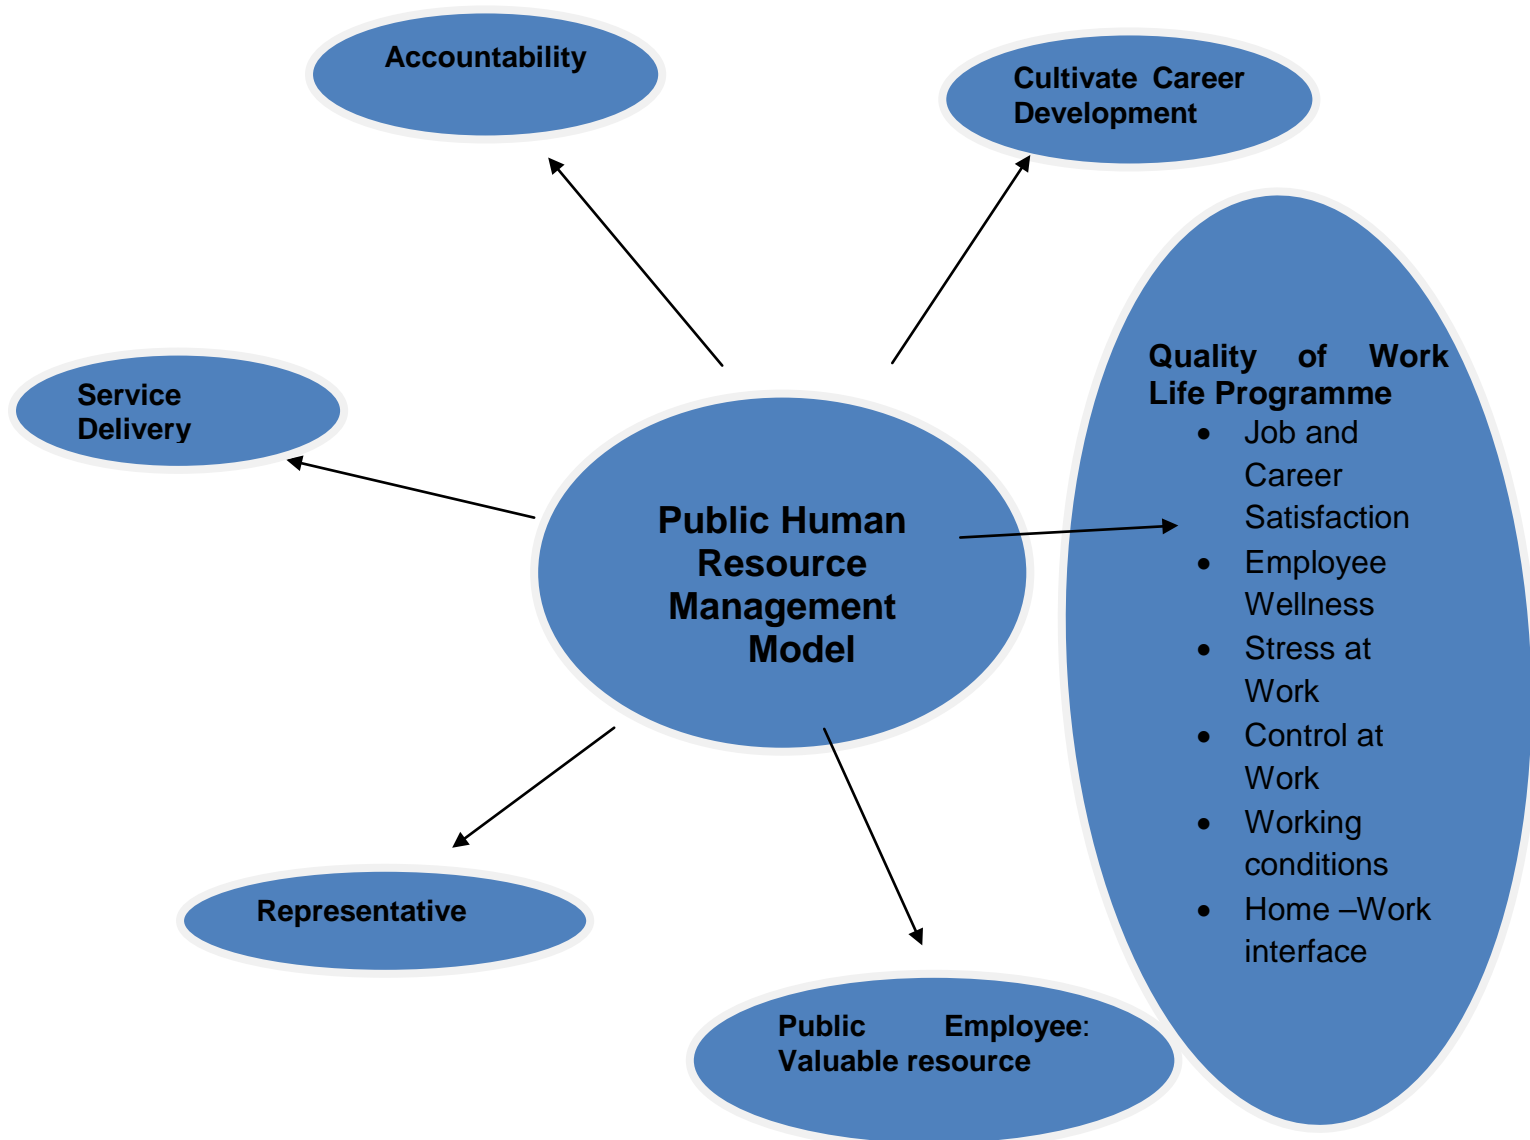 Accountability
Cultivate Career
Development
Service
Delivery
Public Human
Resource
Management
Model
Quality of Work
Life Programme
• Job and
Career
Satisfaction
• Employee
Wellness
• Stress at
Work
• Control at
Work
• Working
conditions
• Home –Work
interface
Representative
Public Employee:
Valuable resource